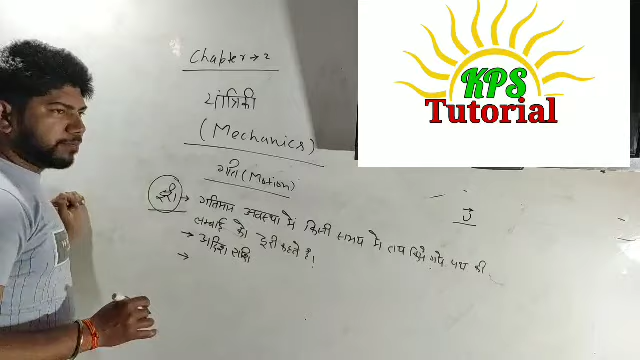 Chapter → 2
यांत्रिकी
(Mechanics)
गति (Motion)
दूरी → गतिमान अवस्था में किसी समय में तय किये गये पथ की
लम्बाई को दूरी कहते हैं।
→ अदिश राशि
→
KPS
Tutorial